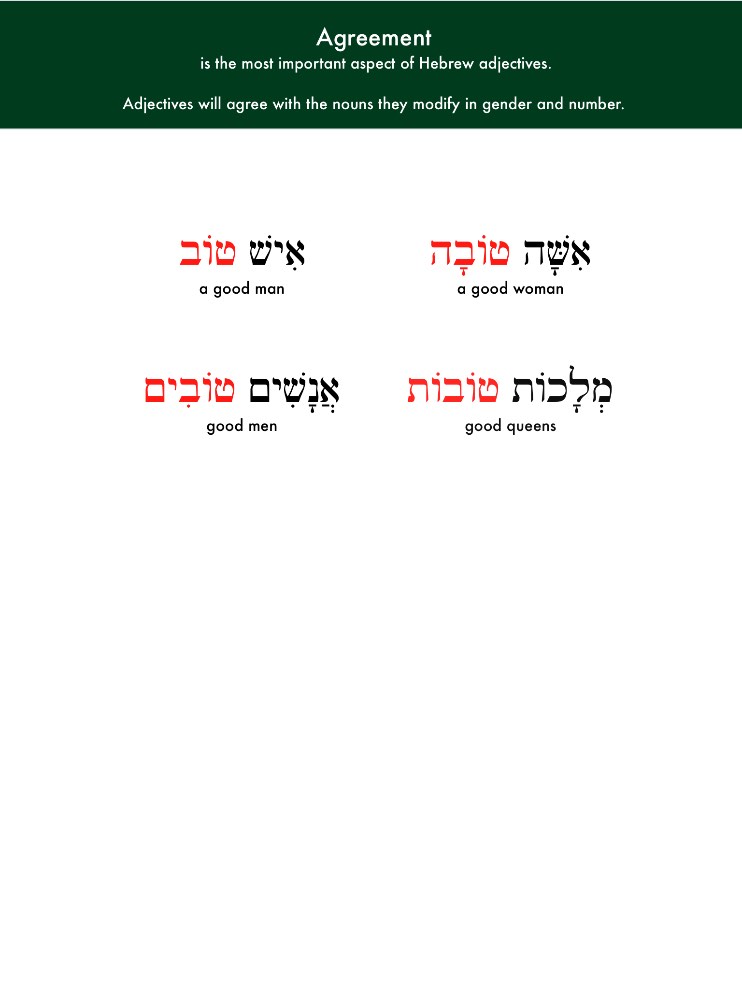 Agreement
is the most important aspect of Hebrew adjectives.
Adjectives will agree with the nouns they modify in gender and number.
אִישׁ טוֹב
a good man
אִשָּׁה טוֹבָה
a good woman
אֲנָשִׁים טוֹבִים
good men
מְלָכוֹת טוֹבוֹת
good queens